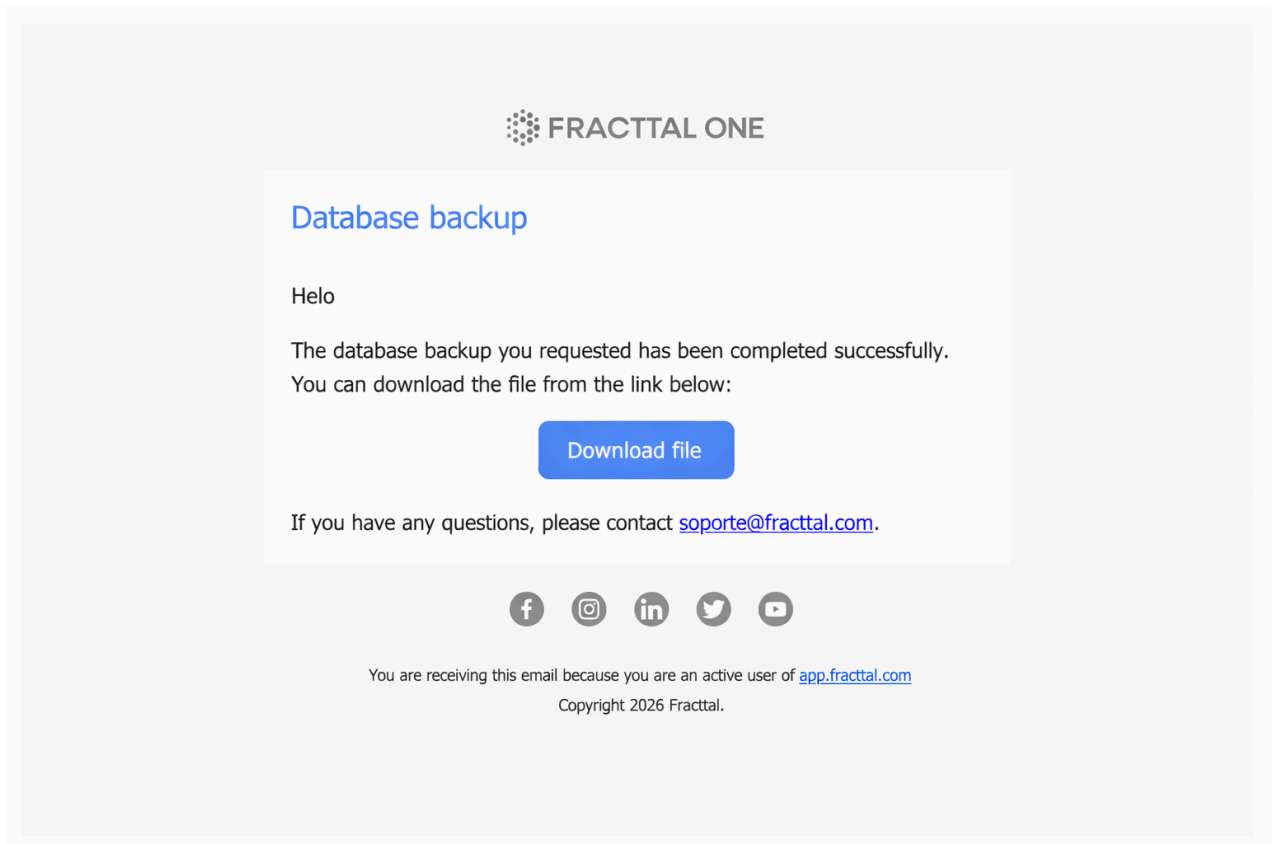 FRACTTAL ONE
Database backup
Helo
The database backup you requested has been completed successfully.
You can download the file from the link below:
Download file
If you have any questions, please contact soporte@fracttal.com.
You are receiving this email because you are an active user of app.fracttal.com
Copyright 2026 Fracttal.